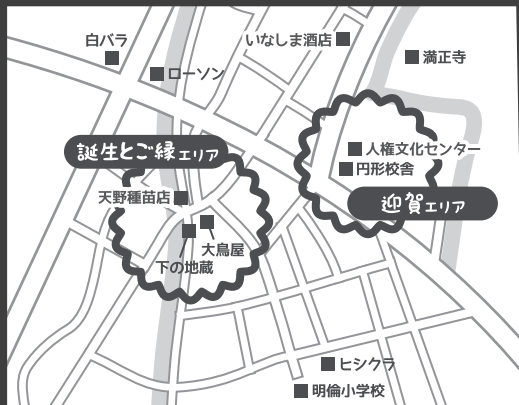 白バラ
いなしま酒店
満正寺
ローソン
誕生とご縁エリア
人権文化センター
円形校舎
天野種苗店
迎賀エリア
大鳥屋
下の地蔵
ヒシクラ
明倫小学校